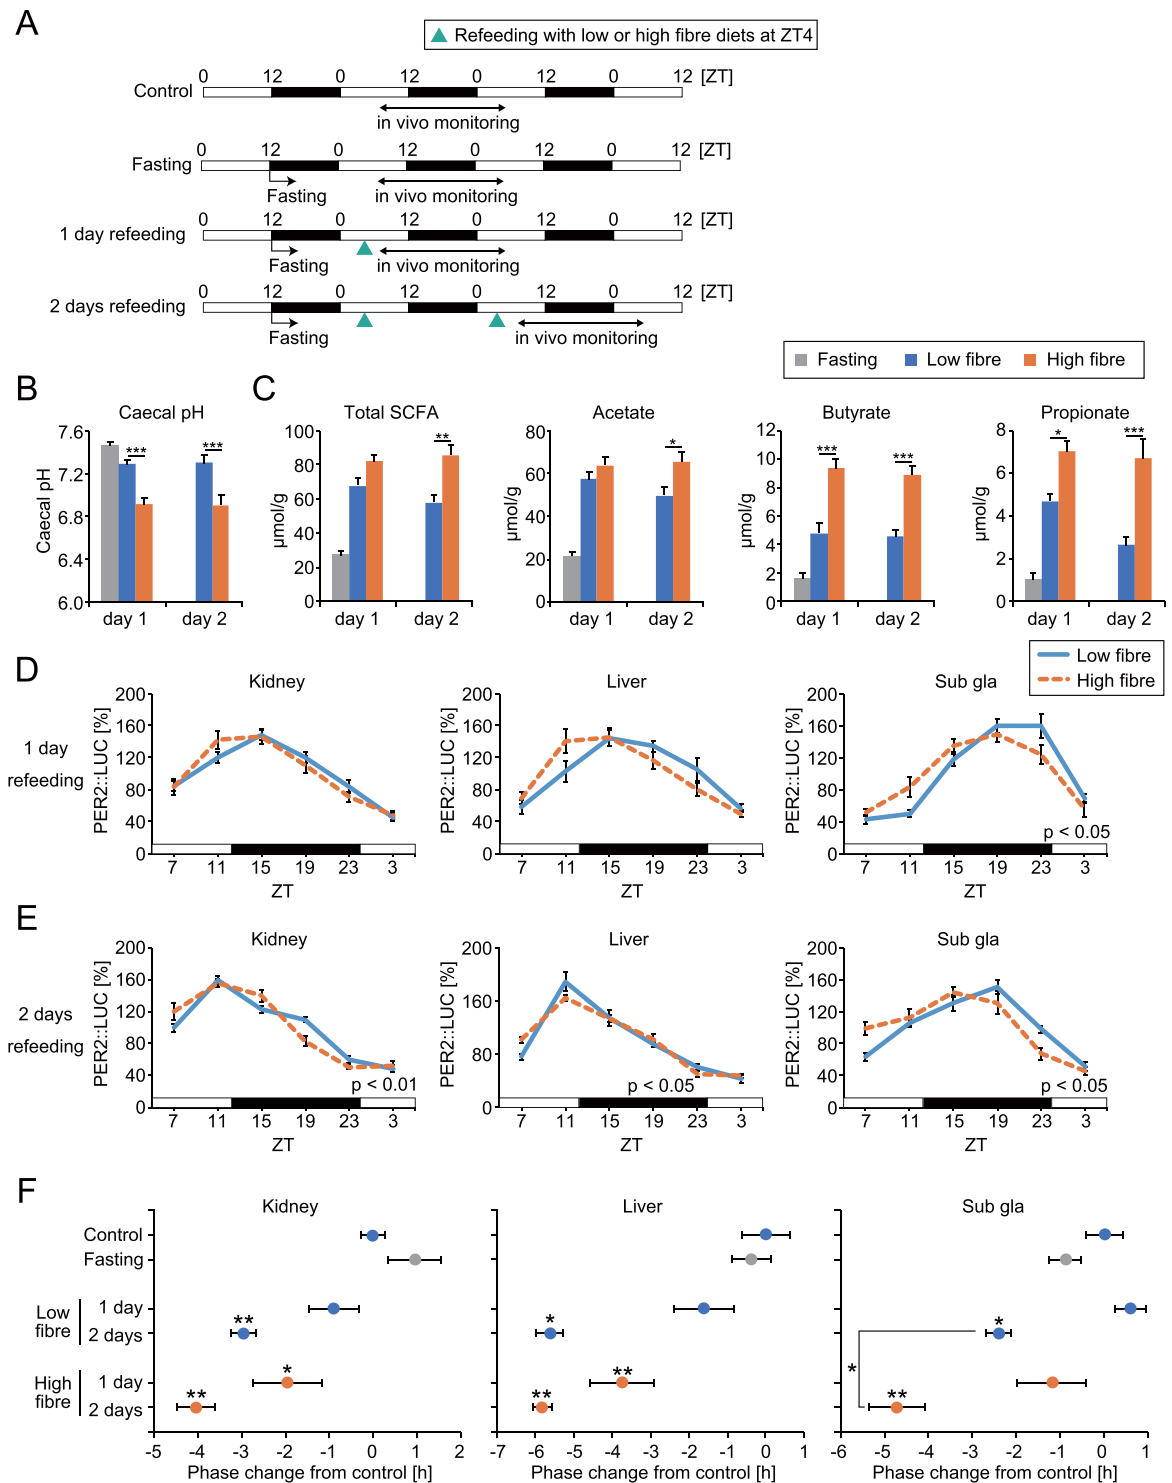 A
Refeeding with low or high fibre diets at ZT4
0 12 0 12 0 12 0 12 [ZT]
Control
in vivo monitoring
0 12 0 12 0 12 0 12 [ZT]
Fasting
Fasting in vivo monitoring
0 12 0 12 0 12 0 12 [ZT]
1 day refeeding
Fasting in vivo monitoring
0 12 0 12 0 12 0 12 [ZT]
2 days refeeding
Fasting in vivo monitoring
Fasting Low fibre High fibre
B
Caecal pH
Caecal pH
7.6
7.2
6.8
6.4
6.0
*** ***
day 1 day 2
C
Total SCFA
µmol/g
100
80
60
40
20
0
**
day 1 day 2
Acetate
µmol/g
80
60
40
20
0
*
day 1 day 2
Butyrate
µmol/g
12
10
8
6
4
2
0
*** ***
day 1 day 2
Propionate
µmol/g
8
6
4
2
0
* ***
day 1 day 2
Low fibre
High fibre
D
1 day
refeeding
Kidney
PER2::LUC [%]
200
160
120
80
40
0
7 11 15 19 23 3
ZT
Liver
PER2::LUC [%]
200
160
120
80
40
0
7 11 15 19 23 3
ZT
Sub gla
PER2::LUC [%]
200
160
120
80
40
0
p < 0.05
7 11 15 19 23 3
ZT
E
2 days
refeeding
Kidney
PER2::LUC [%]
200
160
120
80
40
0
p < 0.01
7 11 15 19 23 3
ZT
Liver
PER2::LUC [%]
240
160
80
0
p < 0.05
7 11 15 19 23 3
ZT
Sub gla
PER2::LUC [%]
200
160
120
80
40
0
p < 0.05
7 11 15 19 23 3
ZT
F
Control
Fasting
Low
fibre
1 day
2 days
High
fibre
1 day
2 days
Kidney
**
*
**
-5 -4 -3 -2 -1 0 1 2
Phase change from control [h]
Liver
*
**
**
-7 -6 -5 -4 -3 -2 -1 0 1
Phase change from control [h]
Sub gla
*
*
**
-6 -5 -4 -3 -2 -1 0 1
Phase change from control [h]